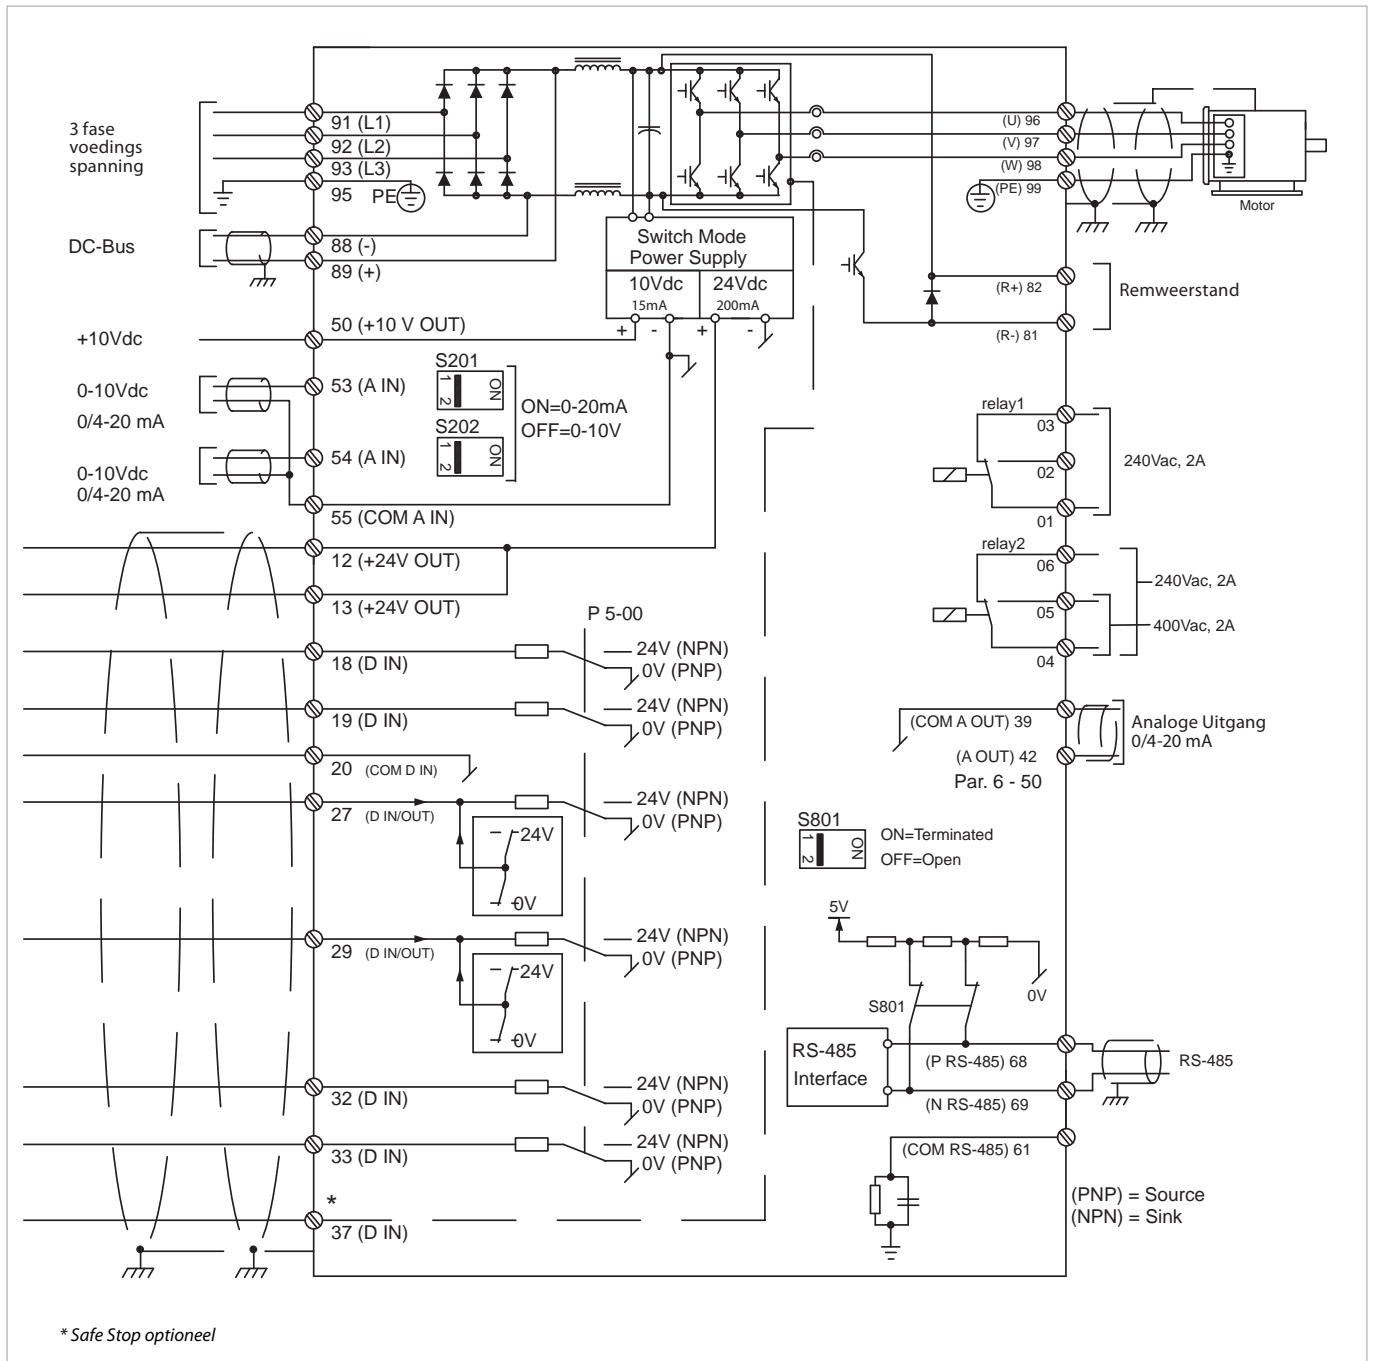 3 fase
voedings
spanning
91 (L1)
92 (L2)
93 (L3)
95
PE
DC-Bus
88 (-)
89 (+)
+10Vdc
50 (+10 V OUT)
0-10Vdc
0/4-20 mA
53 (A IN)
0-10Vdc
0/4-20 mA
54 (A IN)
55 (COM A IN)
12 (+24V OUT)
13 (+24V OUT)
18 (D IN)
19 (D IN)
20 (COM D IN)
27 (D IN/OUT)
29 (D IN/OUT)
32 (D IN)
33 (D IN)
*
37 (D IN)
Switch Mode
Power Supply
10Vdc
15mA
24Vdc
200mA
+ - + -
S201
1 2
ON
S202
1 2
ON
ON=0-20mA
OFF=0-10V
P 5-00
24V (NPN)
0V (PNP)
24V (NPN)
0V (PNP)
24V (NPN)
0V (PNP)
24V
0V
24V (NPN)
0V (PNP)
24V
0V
24V (NPN)
0V (PNP)
24V (NPN)
0V (PNP)
(U) 96
(V) 97
(W) 98
(PE) 99
Motor
(R+) 82
(R-) 81
Remweerstand
relay1
03
02
01
240Vac, 2A
relay2
06
05
04
240Vac, 2A
400Vac, 2A
(COM A OUT) 39
(A OUT) 42
Par. 6 - 50
Analoge Uitgang
0/4-20 mA
S801
1 2
ON
ON=Terminated
OFF=Open
5V
0V
S801
RS-485
Interface
(P RS-485) 68
(N RS-485) 69
(COM RS-485) 61
RS-485
(PNP) = Source
(NPN) = Sink
* Safe Stop optioneel